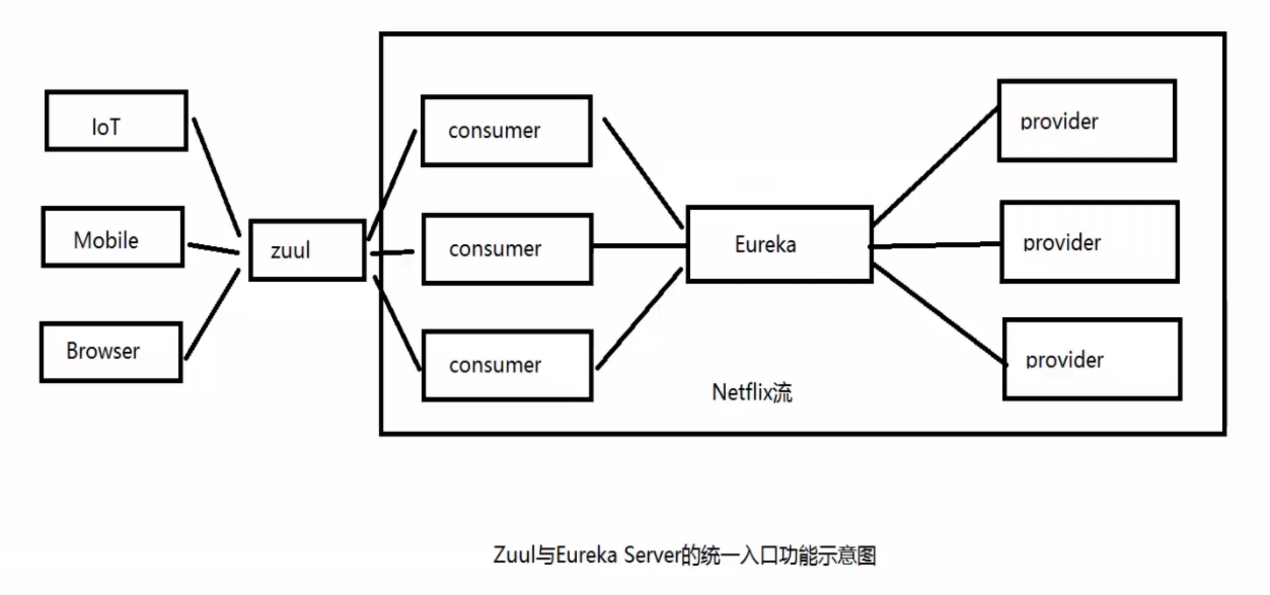 IoT
Mobile
Browser
zuul
consumer
consumer
consumer
Eureka
provider
provider
provider
Netflix流
Zuul与Eureka Server的统一入口功能示意图